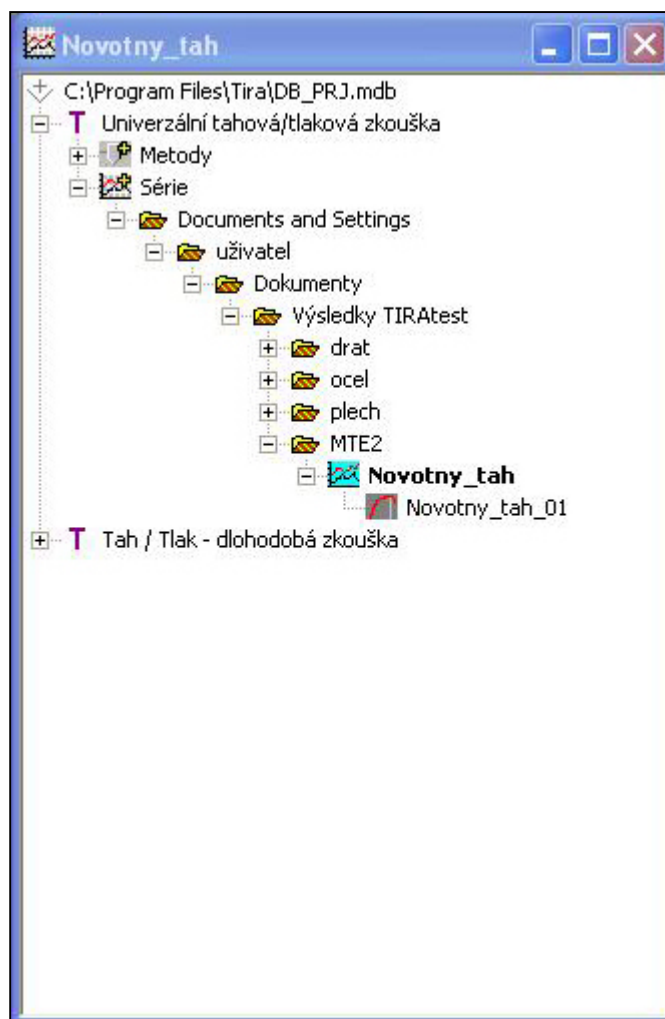 Novotny_tah
C:\Program Files\Tira\DB_PRJ.mdb
T Univerzální tahová/tlaková zkouška
Metody
Série
Documents and Settings
uživatel
Dokumenty
Výsledky TIRAtest
drat
ocel
plech
MTE2
Novotny_tah
Novotny_tah_01
T Tah / Tlak - dlohodobá zkouška